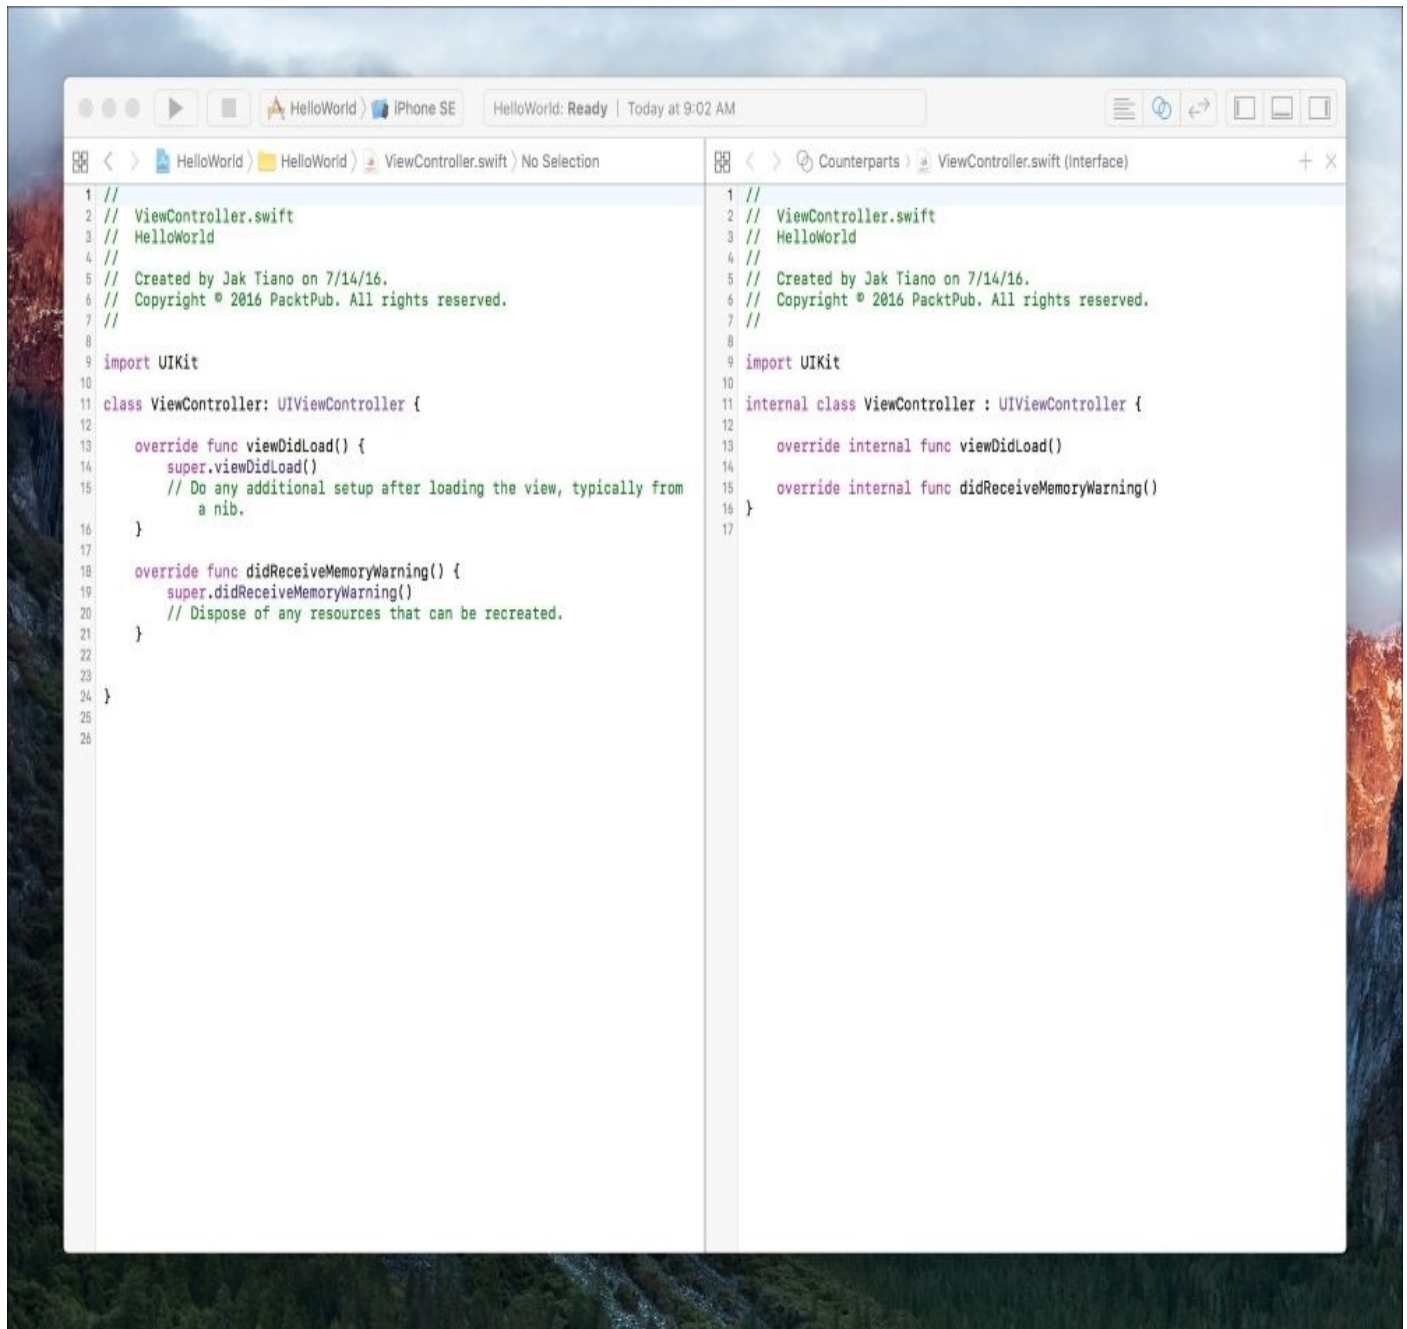 HelloWorld 〉 iPhone SE
HelloWorld: Ready | Today at 9:02 AM
HelloWorld 〉 HelloWorld 〉 ViewController.swift 〉 No Selection
1 //
2 //  ViewController.swift
3 //  HelloWorld
4 //
5 //  Created by Jak Tiano on 7/14/16.
6 //  Copyright © 2016 PacktPub. All rights reserved.
7 //
8
9 import UIKit
10
11 class ViewController: UIViewController {
12
13     override func viewDidLoad() {
14         super.viewDidLoad()
15         // Do any additional setup after loading the view, typically from
            a nib.
16     }
17
18     override func didReceiveMemoryWarning() {
19         super.didReceiveMemoryWarning()
20         // Dispose of any resources that can be recreated.
21     }
22
23
24 }
25
26
Counterparts 〉 ViewController.swift (Interface)
1 //
2 //  ViewController.swift
3 //  HelloWorld
4 //
5 //  Created by Jak Tiano on 7/14/16.
6 //  Copyright © 2016 PacktPub. All rights reserved.
7 //
8
9 import UIKit
10
11 internal class ViewController : UIViewController {
12
13     override internal func viewDidLoad()
14
15     override internal func didReceiveMemoryWarning()
16 }
17